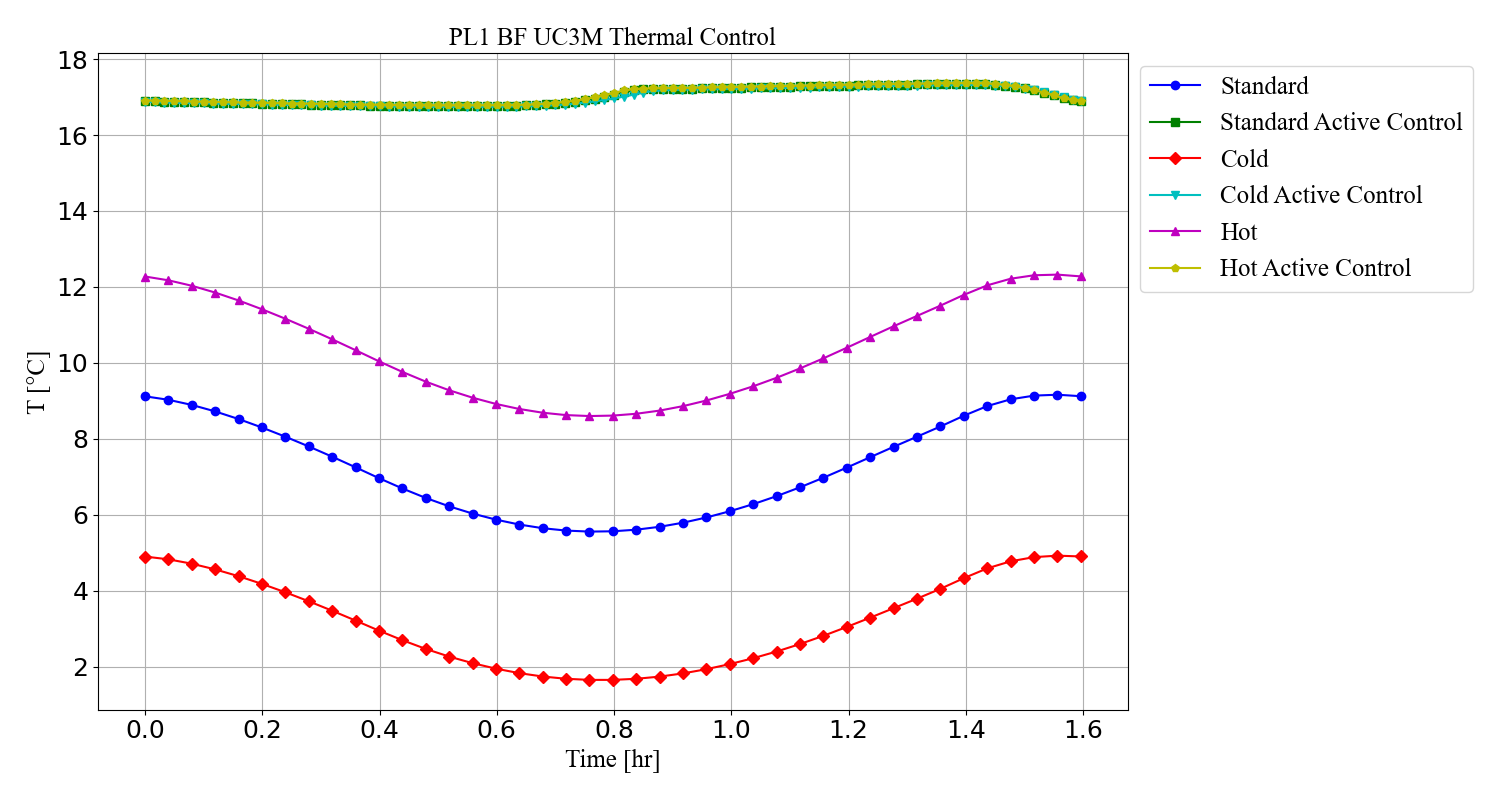 PL1 BF UC3M Thermal Control
18
16
14
12
10
8
6
4
2
T [°C]
0.0 0.2 0.4 0.6 0.8 1.0 1.2 1.4 1.6
Time [hr]
Standard
Standard Active Control
Cold
Cold Active Control
Hot
Hot Active Control